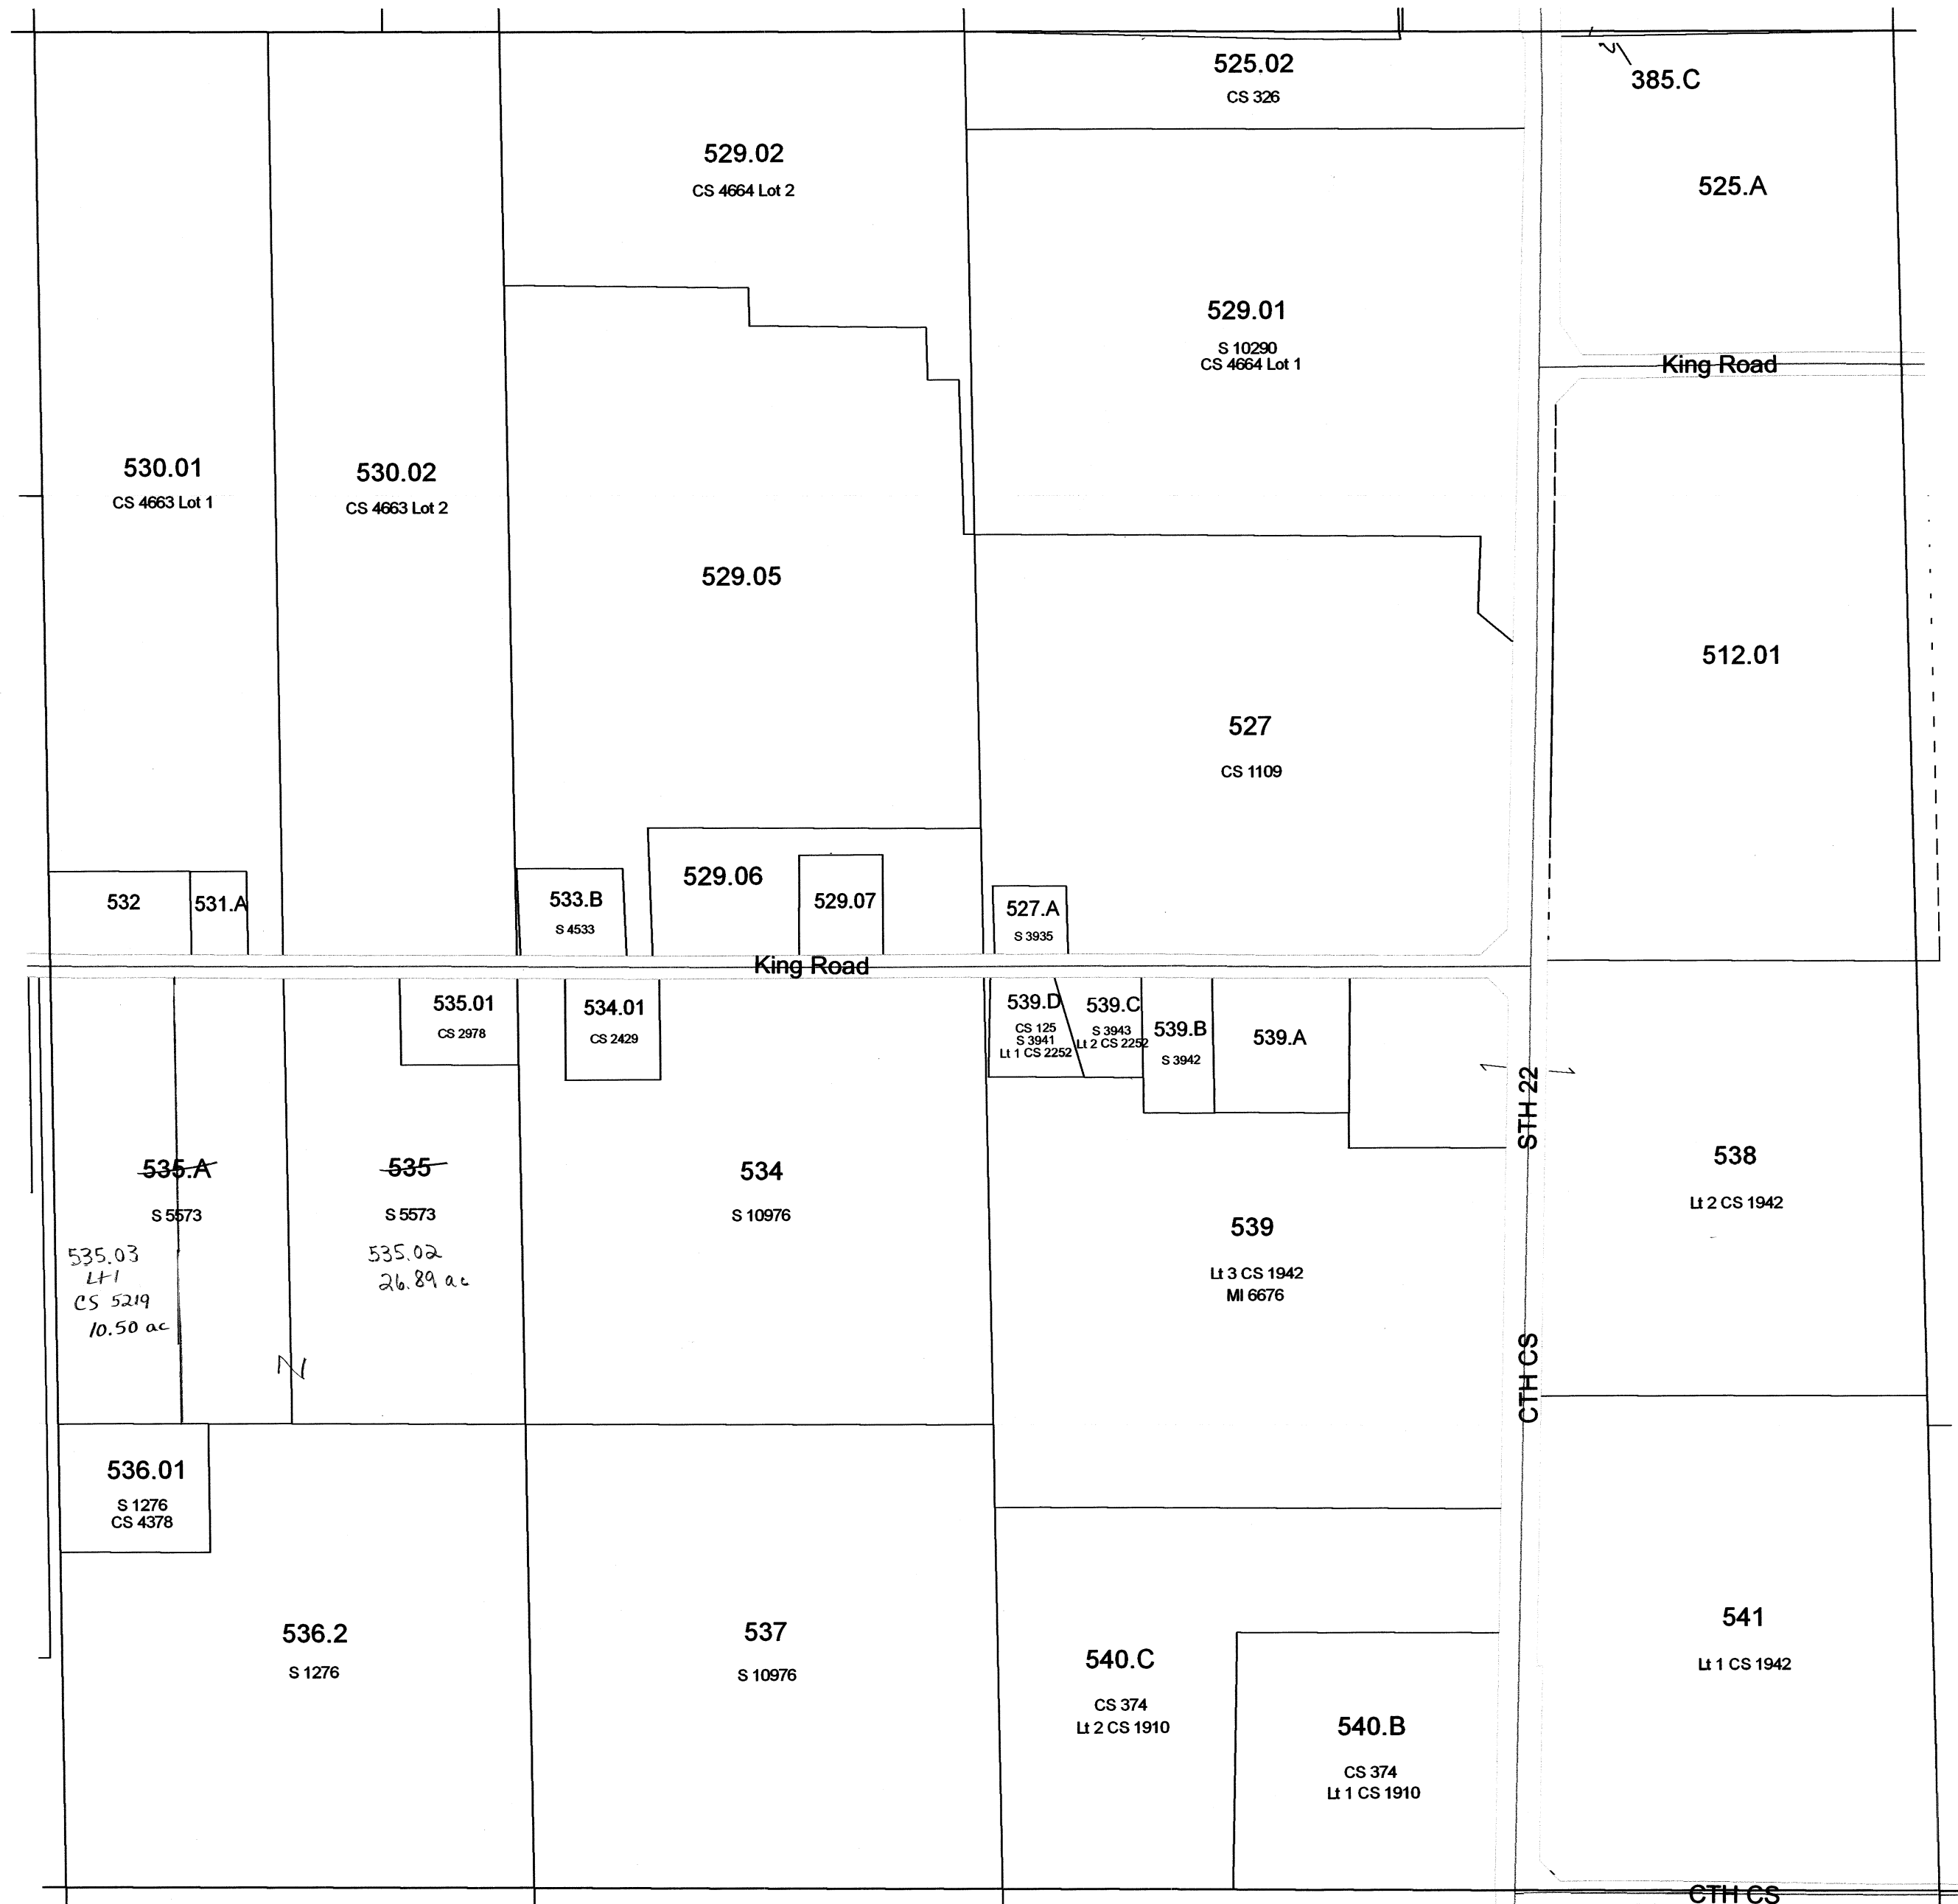 525.02
CS 326
385.C
529.02
CS 4664 Lot 2
525.A
529.01
S 10290
CS 4664 Lot 1
King Road
530.01
CS 4663 Lot 1
530.02
CS 4663 Lot 2
529.05
512.01
527
CS 1109
532
531.A
533.B
S 4533
529.06
529.07
527.A
S 3935
King Road
535.01
CS 2978
534.01
CS 2429
539.D
CS 125
S 3941
Lt 1 CS 2252
539.C
S 3943
Lt 2 CS 2252
539.B
S 3942
539.A
STH 22
535.A
S 5573
535.03
Lt 1
CS 5219
10.50 ac
535
S 5573
535.02
26.89 ac
534
S 10976
539
Lt 3 CS 1942
MI 6676
538
Lt 2 CS 1942
CTH CS
536.01
S 1276
CS 4378
536.2
S 1276
537
S 10976
540.C
CS 374
Lt 2 CS 1910
540.B
CS 374
Lt 1 CS 1910
541
Lt 1 CS 1942
CTH CS